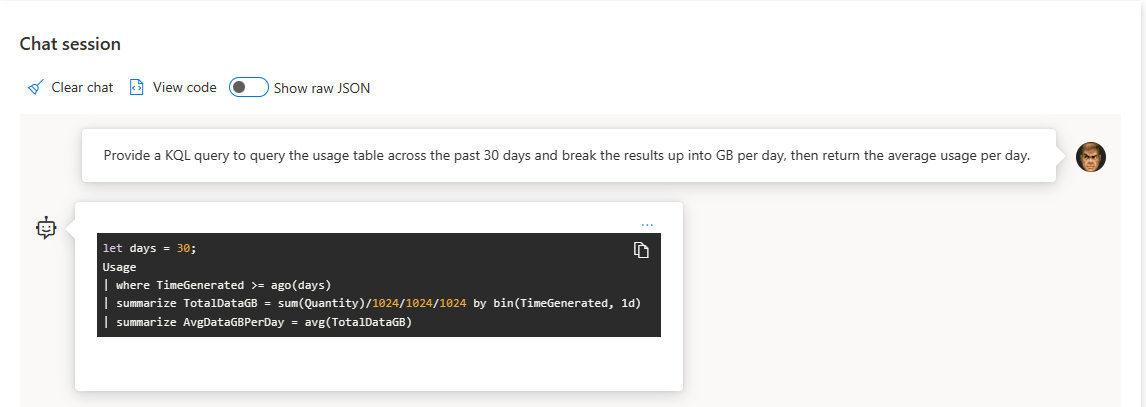 Chat session
Clear chat View code Show raw JSON
Provide a KQL query to query the usage table across the past 30 days and break the results up into GB per day, then return the average usage per day.
...
let days = 30;
Usage
| where TimeGenerated >= ago(days)
| summarize TotalDataGB = sum(Quantity)/1024/1024/1024 by bin(TimeGenerated, 1d)
| summarize AvgDataGBPerDay = avg(TotalDataGB)